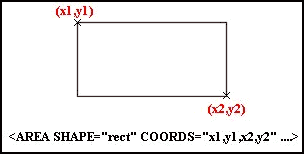 (x1,y1)
(x2,y2)
<AREA SHAPE="rect" COORDS="x1,y1,x2,y2" ....>